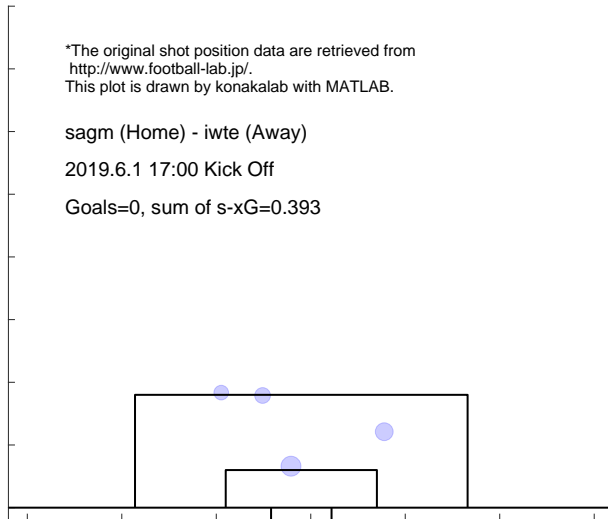 *The original shot position data are retrieved from
http://www.football-lab.jp/.
This plot is drawn by konakalab with MATLAB.
sagm (Home) - iwte (Away)
2019.6.1 17:00 Kick Off
Goals=0, sum of s-xG=0.393